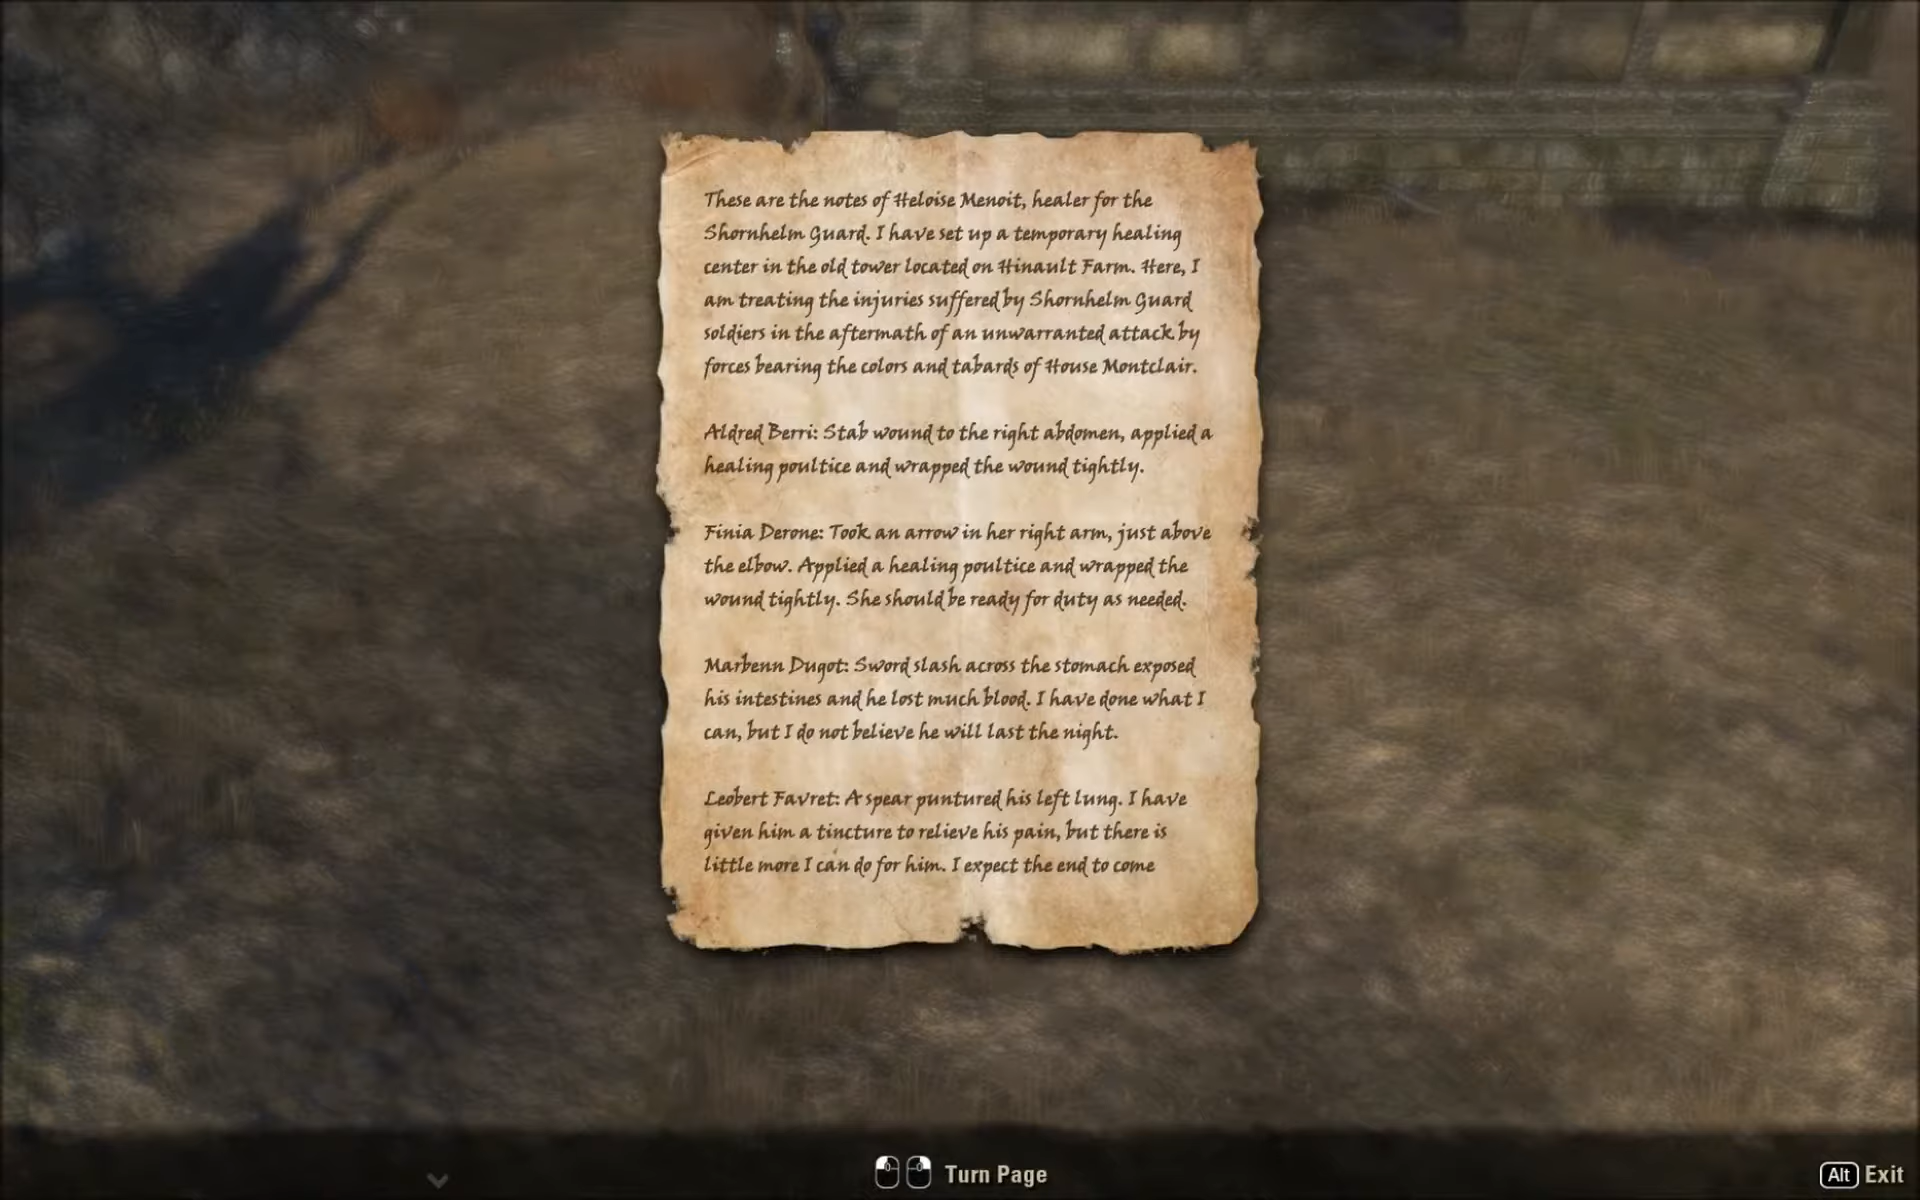 These are the notes of Heloise Menoit, healer for the
Shornhelm Guard. I have set up a temporary healing
center in the old tower located on Hinault Farm. Here, I
am treating the injuries suffered by Shornhelm Guard
soldiers in the aftermath of an unwarranted attack by
forces bearing the colors and tabards of House Montclair.
Aldred Berri: Stab wound to the right abdomen, applied a
healing poultice and wrapped the wound tightly.
Finia Derone: Took an arrow in her right arm, just above
the elbow. Applied a healing poultice and wrapped the
wound tightly. She should be ready for duty as needed.
Marbenn Dugot: Sword slash across the stomach exposed
his intestines and he lost much blood. I have done what I
can, but I do not believe he will last the night.
Leobert Favret: A spear punctured his left lung. I have
given him a tincture to relieve his pain, but there is
little more I can do for him. I expect the end to come
Turn Page
Alt Exit